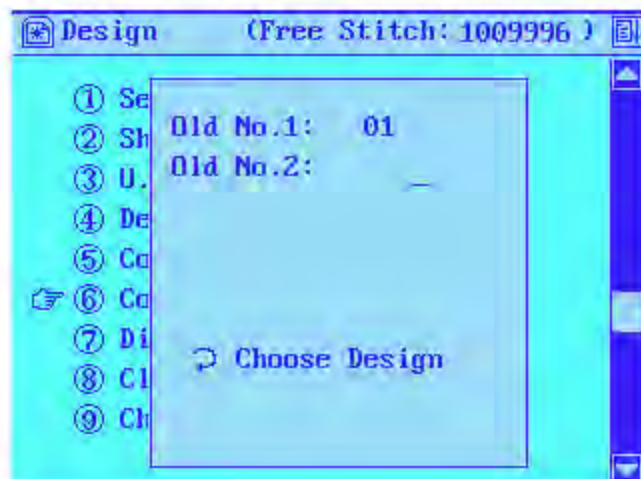 Design (Free Stitch: 1009996 )
① Se
② Sh
③ U.
④ De
⑤ Co
⑥ Co
⑦ Di
⑧ Cl
⑨ Ch
Old No.1: 01
Old No.2: _
Choose Design